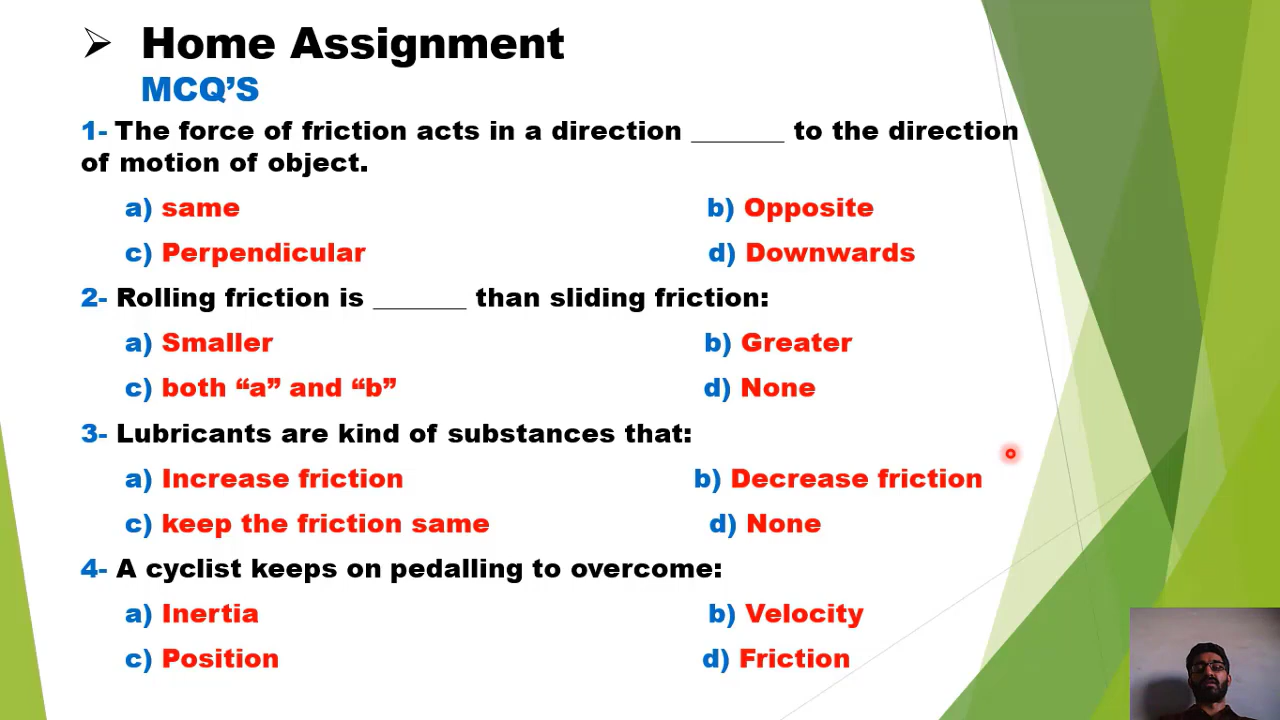 Home Assignment
MCQ’S
1- The force of friction acts in a direction _______ to the direction
of motion of object.
a) same b) Opposite
c) Perpendicular d) Downwards
2- Rolling friction is _______ than sliding friction:
a) Smaller b) Greater
c) both “a” and “b” d) None
3- Lubricants are kind of substances that:
a) Increase friction b) Decrease friction
c) keep the friction same d) None
4- A cyclist keeps on pedalling to overcome:
a) Inertia b) Velocity
c) Position d) Friction